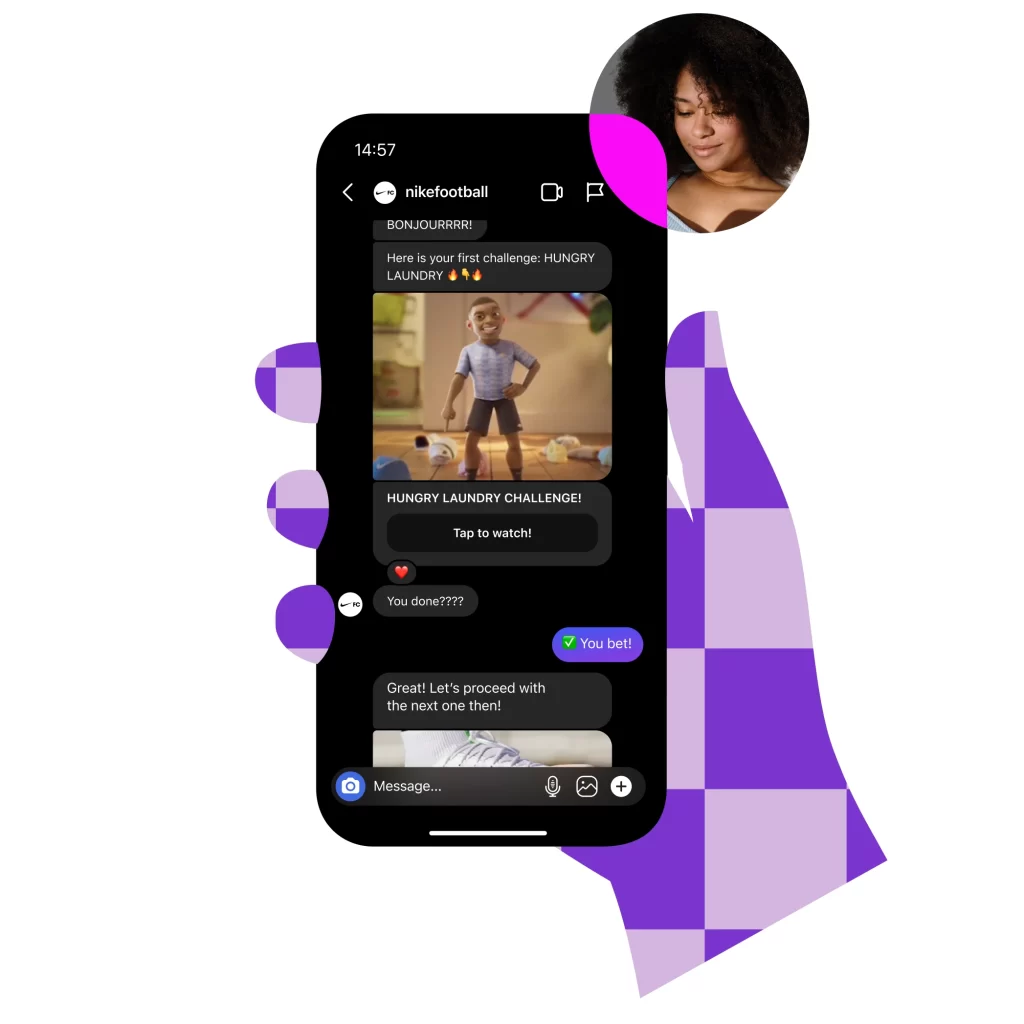 14:57
nikefootball
BONJOURRRR!
Here is your first challenge: HUNGRY
LAUNDRY 🔥👇🔥
HUNGRY LAUNDRY CHALLENGE!
Tap to watch!
❤️
You done????
FC
✅ You bet!
Great! Let’s proceed with
the next one then!
Message...